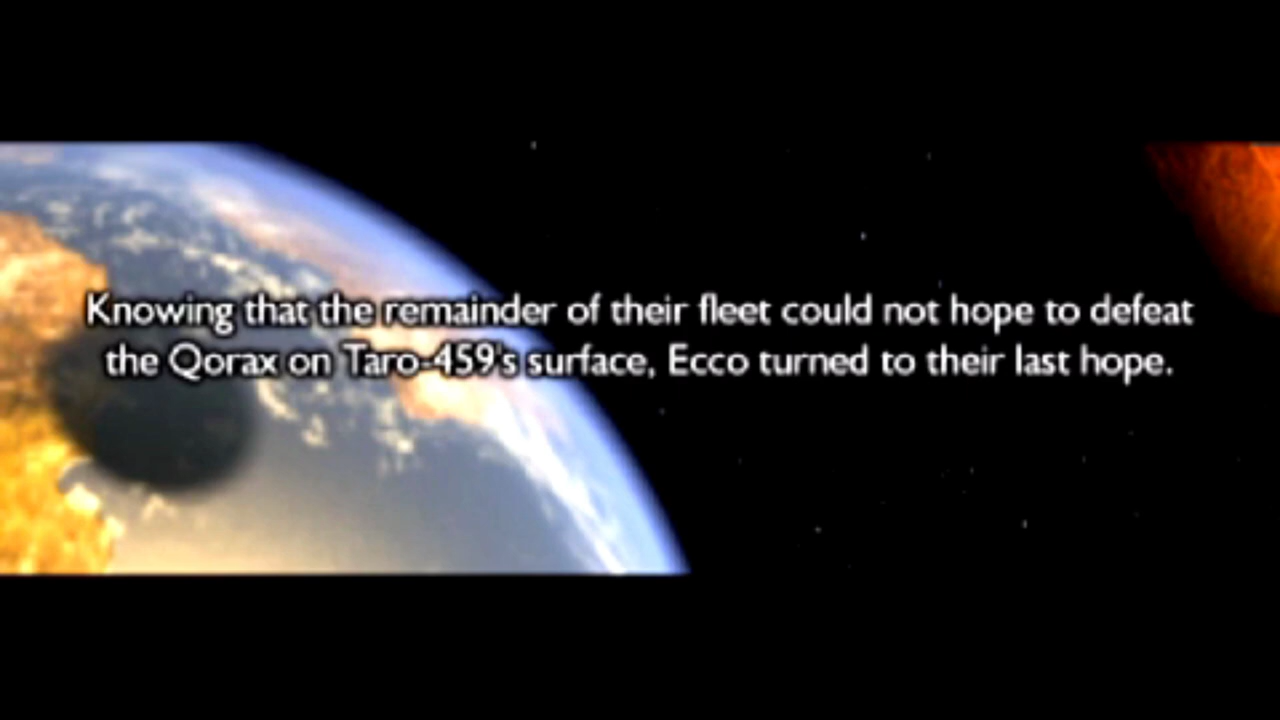 Knowing that the remainder of their fleet could not hope to defeat
the Qorax on Taro-459's surface, Ecco turned to their last hope.